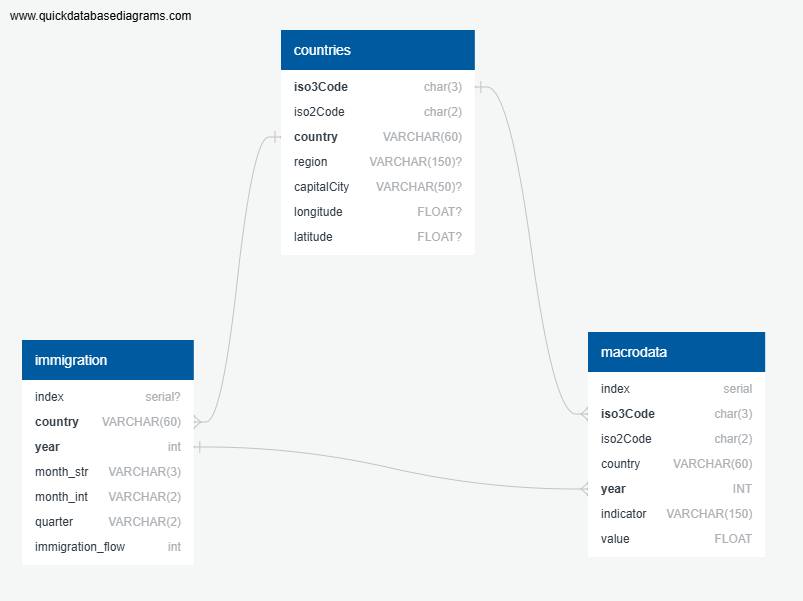 www.quickdatabasediagrams.com
countries
iso3Code char(3)
iso2Code char(2)
country VARCHAR(60)
region VARCHAR(150)?
capitalCity VARCHAR(50)?
longitude FLOAT?
latitude FLOAT?
immigration
index serial?
country VARCHAR(60)
year int
month_str VARCHAR(3)
month_int VARCHAR(2)
quarter VARCHAR(2)
immigration_flow int
macrodata
index serial
iso3Code char(3)
iso2Code char(2)
country VARCHAR(60)
year INT
indicator VARCHAR(150)
value FLOAT